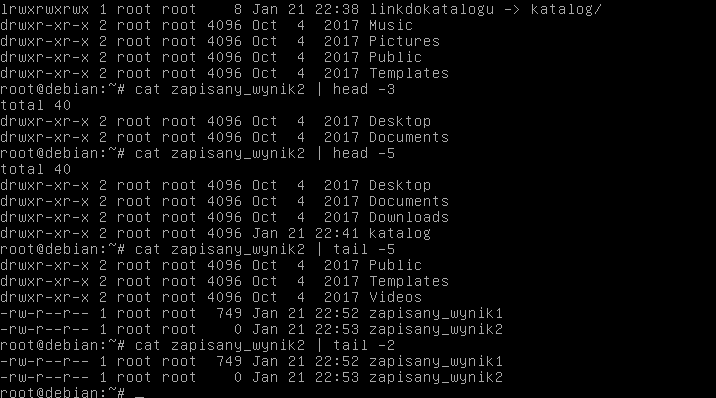 lrwxrwxrwx 1 root root    8 Jan 21 22:38 linkdokatalogu -> katalog/
drwxr-xr-x 2 root root 4096 Oct  4  2017 Music
drwxr-xr-x 2 root root 4096 Oct  4  2017 Pictures
drwxr-xr-x 2 root root 4096 Oct  4  2017 Public
drwxr-xr-x 2 root root 4096 Oct  4  2017 Templates
root@debian:~# cat zapisany_wynik2 | head -3
total 40
drwxr-xr-x 2 root root 4096 Oct  4  2017 Desktop
drwxr-xr-x 2 root root 4096 Oct  4  2017 Documents
root@debian:~# cat zapisany_wynik2 | head -5
total 40
drwxr-xr-x 2 root root 4096 Oct  4  2017 Desktop
drwxr-xr-x 2 root root 4096 Oct  4  2017 Documents
drwxr-xr-x 2 root root 4096 Oct  4  2017 Downloads
drwxr-xr-x 2 root root 4096 Jan 21 22:41 katalog
root@debian:~# cat zapisany_wynik2 | tail -5
drwxr-xr-x 2 root root 4096 Oct  4  2017 Public
drwxr-xr-x 2 root root 4096 Oct  4  2017 Templates
drwxr-xr-x 2 root root 4096 Oct  4  2017 Videos
-rw-r--r-- 1 root root  749 Jan 21 22:52 zapisany_wynik1
-rw-r--r-- 1 root root    0 Jan 21 22:53 zapisany_wynik2
root@debian:~# cat zapisany_wynik2 | tail -2
-rw-r--r-- 1 root root  749 Jan 21 22:52 zapisany_wynik1
-rw-r--r-- 1 root root    0 Jan 21 22:53 zapisany_wynik2
root@debian:~# _